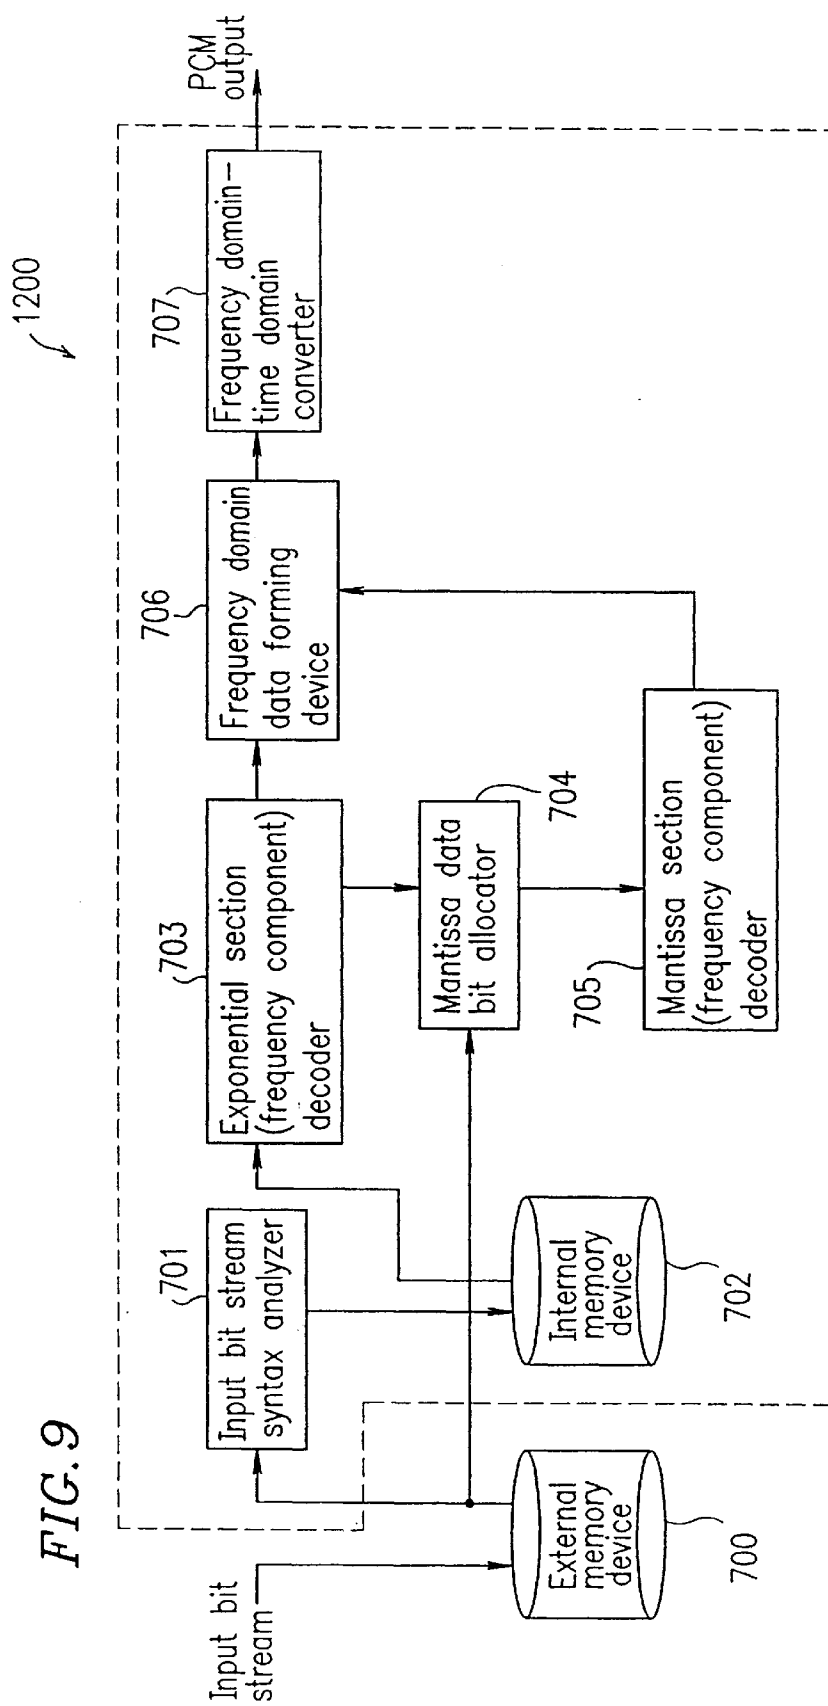 FIG. 9
1200
Input bit
stream
External
memory
device
700
701
Input bit stream
syntax analyzer
Internal
memory
device
702
703
Exponential section
(frequency component)
decoder
Mantissa data
bit allocator
704
705
Mantissa section
(frequency component)
decoder
706
Frequency domain
data forming
device
707
Frequency domain—
time domain
converter
PCM
output